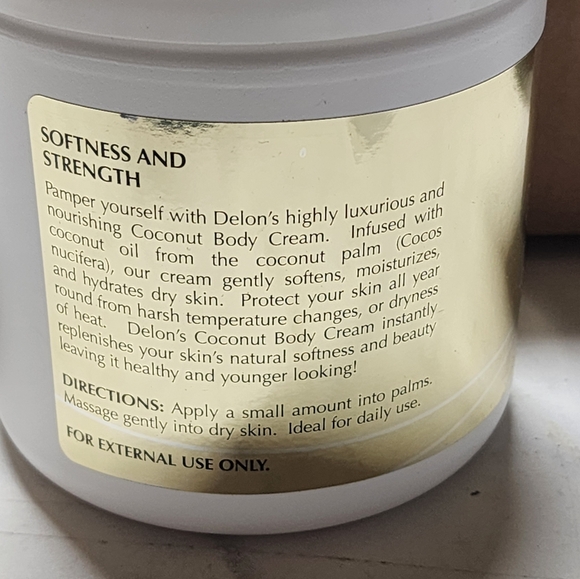 SOFTNESS AND
STRENGTH
Pamper yourself with Delon's highly luxurious and
nourishing Coconut Body Cream. Infused with
coconut oil from the coconut palm (Cocos
nucifera), our cream gently softens, moisturizes,
and hydrates dry skin. Protect your skin all year
round from harsh temperature changes, or dryness
of heat. Delon's Coconut Body Cream instantly
replenishes your skin's natural softness and beauty
leaving it healthy and younger looking!
DIRECTIONS: Apply a small amount into palms.
Massage gently into dry skin. Ideal for daily use.
FOR EXTERNAL USE ONLY.